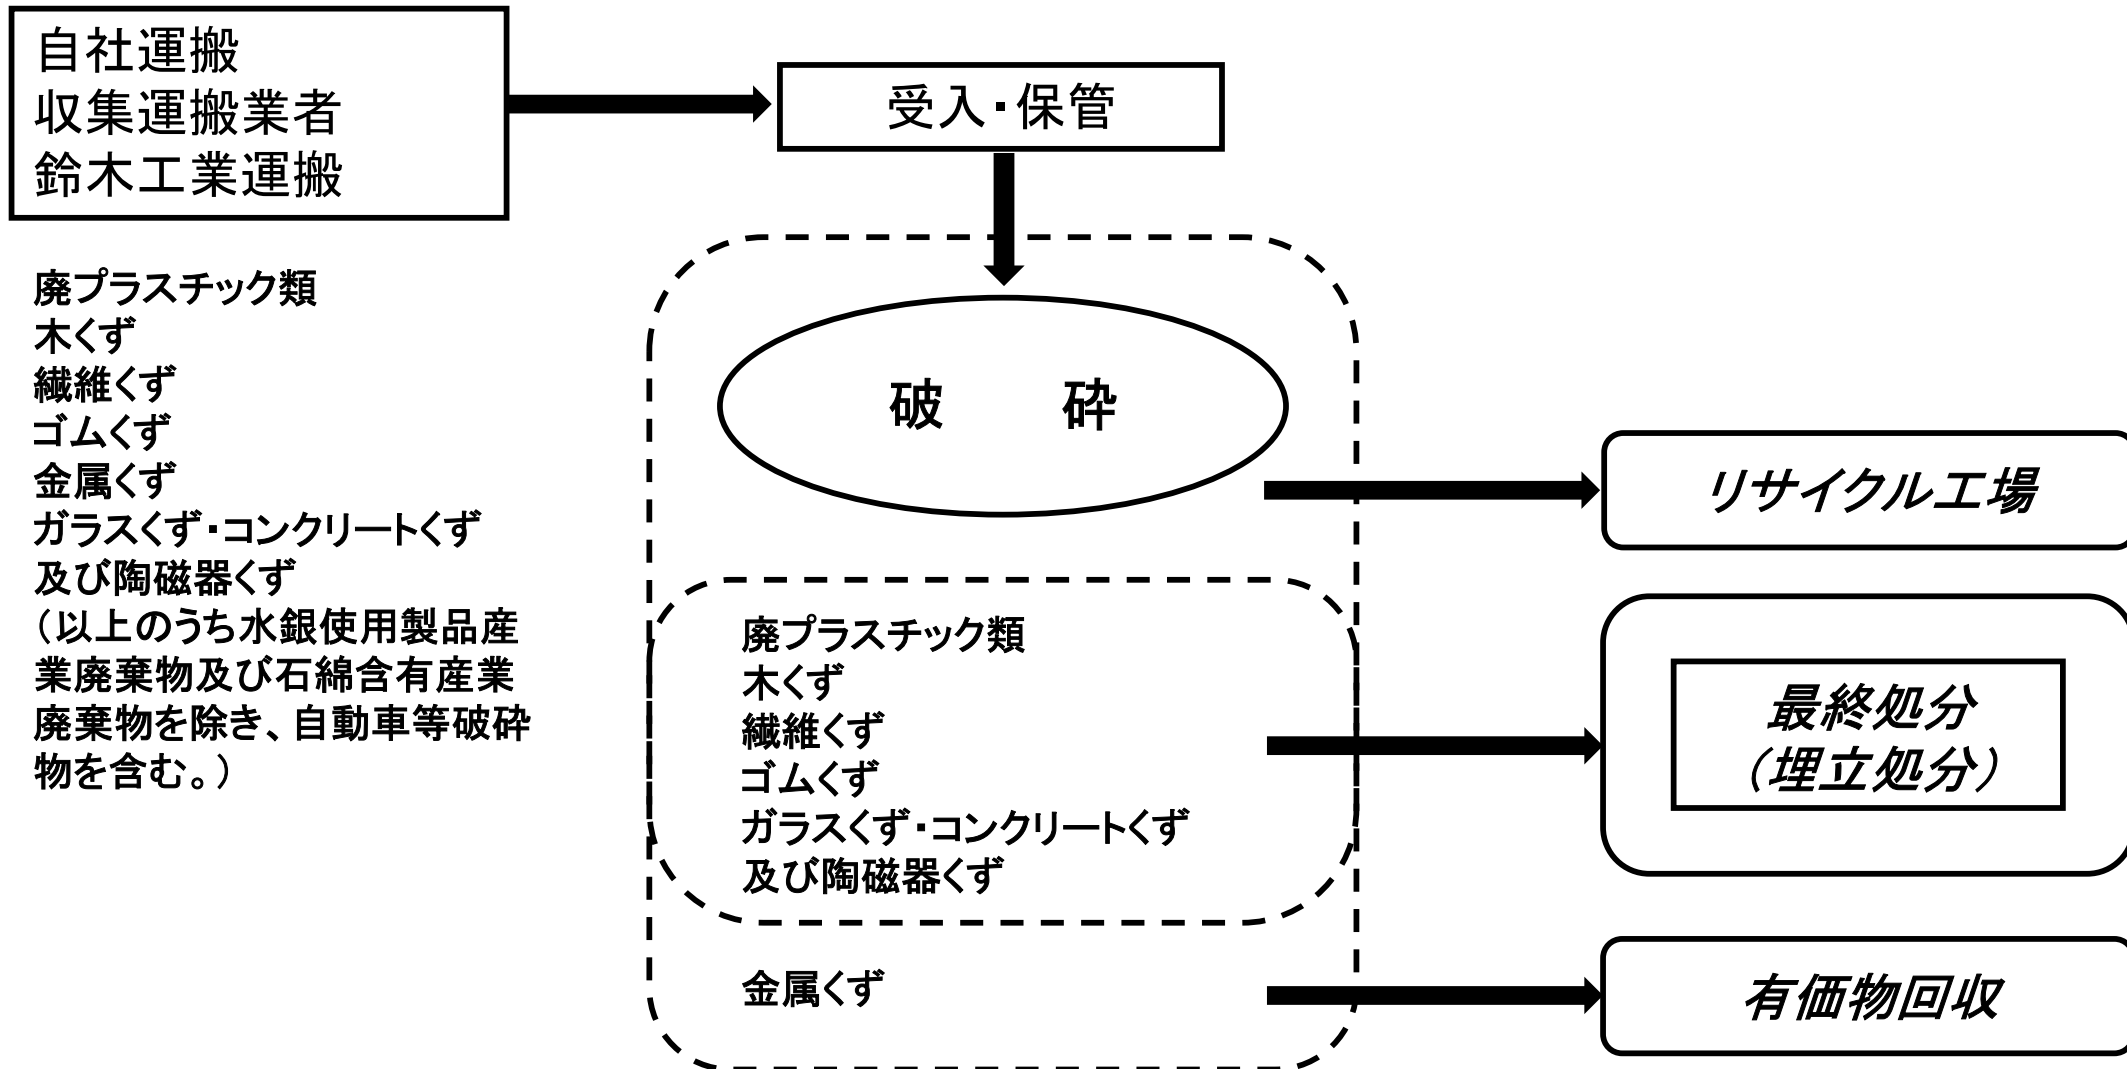 自社運搬
収集運搬業者
鈴木工業運搬
受入・保管
廃プラスチック類
木くず
繊維くず
ゴムくず
金属くず
ガラスくず・コンクリートくず
及び陶磁器くず
（以上のうち水銀使用製品産
業廃棄物及び石綿含有産業
廃棄物を除き、自動車等破砕
物を含む。）
破　　砕
リサイクル工場
廃プラスチック類
木くず
繊維くず
ゴムくず
ガラスくず・コンクリートくず
及び陶磁器くず
最終処分
（埋立処分）
金属くず
有価物回収